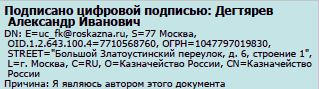 Подписано цифровой подписью: Дегтярев
Александр Иванович
DN: E=uc_fk@roskazna.ru, S=77 Москва,
OID.1.2.643.100.4=7710568760, ОГРН=1047797019830,
STREET="Большой Златоустинский переулок, д. 6, строение 1",
L=г. Москва, C=RU, O=Казначейство России, CN=Казначейство
России
Причина: Я являюсь автором этого документа